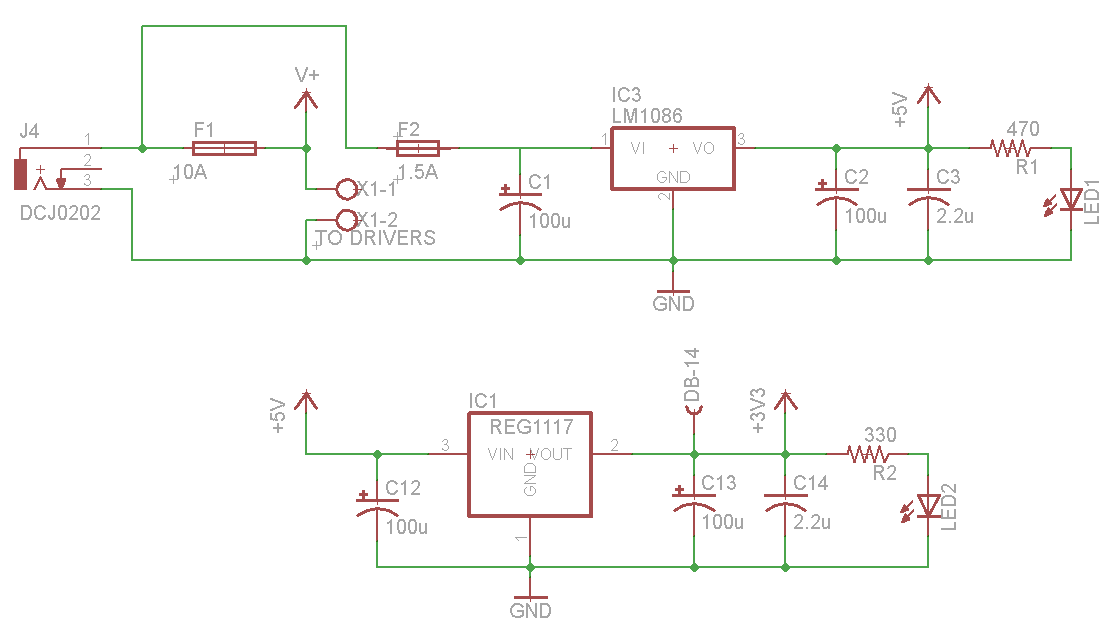 V+
IC3
LM1086
+5V
J4
1
F1
F2
470
1
VI
VO
3
2
10A
1.5A
R1
3
GND
C1
C2
C3
LED1
X1-1
2
DCJ0202
X1-2
100u
100u
2.2u
TO DRIVERS
GND
DB-14
+5V
IC1
+3V3
REG1117
330
3
VIN
VOUT
2
GND
R2
C12
C13
C14
LED2
100u
100u
2.2u
1
GND